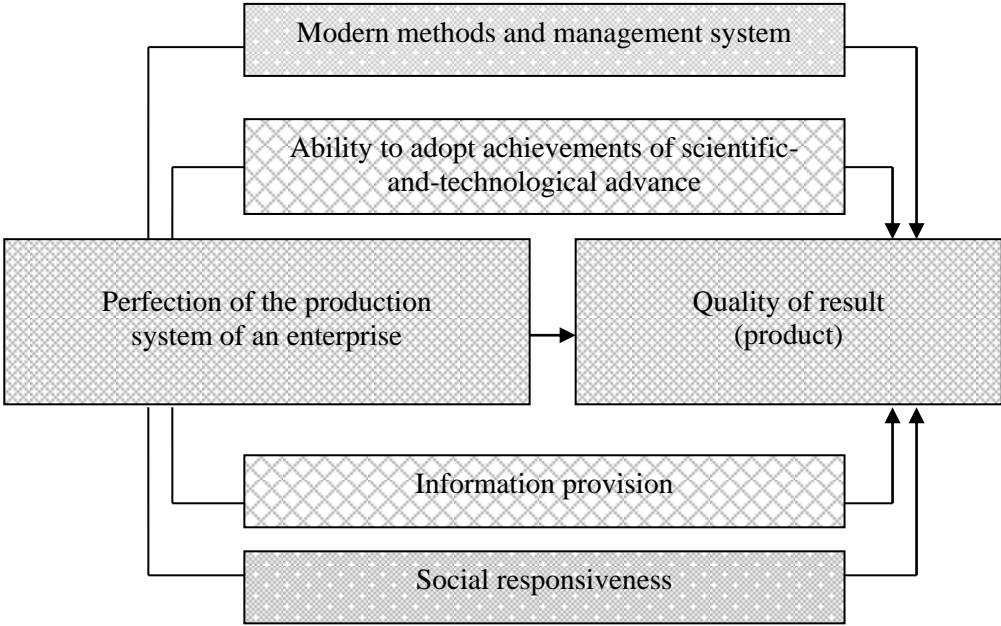 Modern methods and management system
Ability to adopt achievements of scientific-
and-technological advance
Perfection of the production
system of an enterprise
Quality of result
(product)
Information provision
Social responsiveness